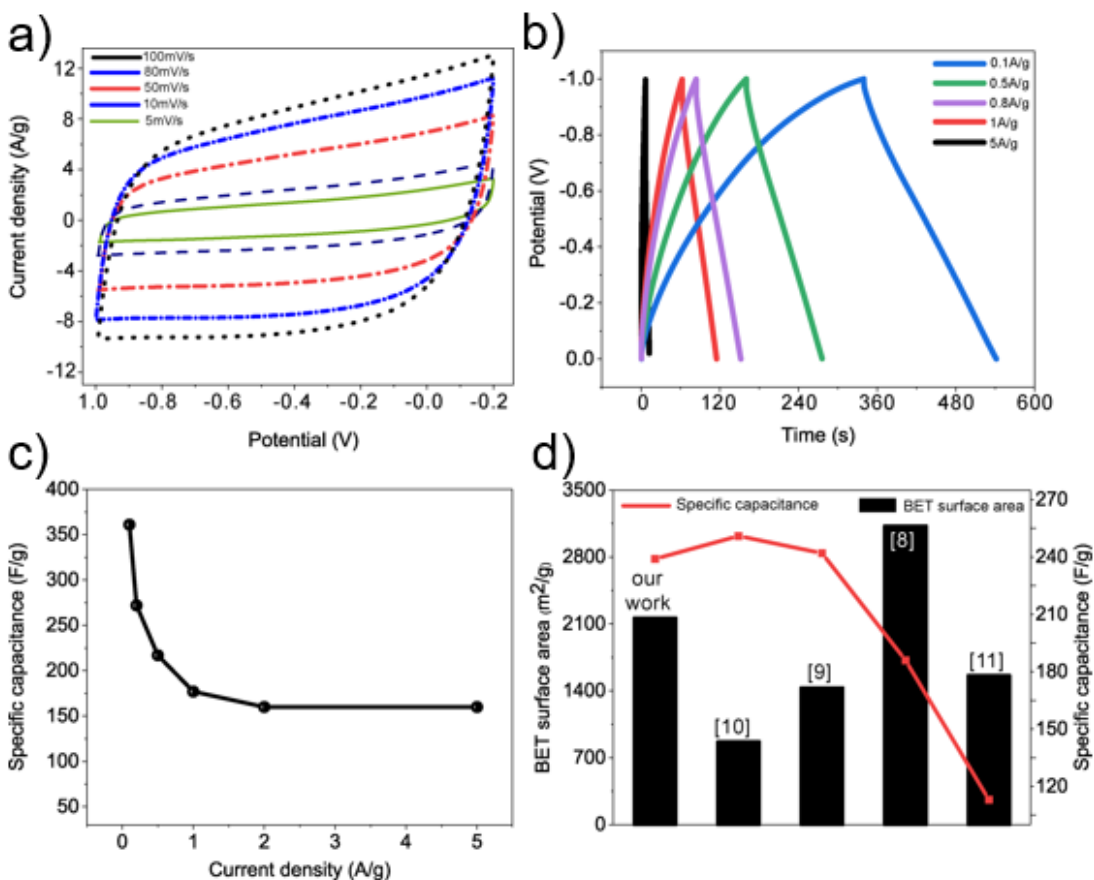 a)
100mV/s
80mV/s
50mV/s
10mV/s
5mV/s
12
8
4
0
-4
-8
-12
Current density (A/g)
1.0 -0.8 -0.6 -0.4 -0.2 -0.0 -0.2
Potential (V)
b)
0.1A/g
0.5A/g
0.8A/g
1A/g
5A/g
-1.0
-0.8
-0.6
-0.4
-0.2
0.0
Potential (V)
0 120 240 360 480 600
Time (s)
c)
400
350
300
250
200
150
100
50
Specific capacitance (F/g)
0 1 2 3 4 5
Current density (A/g)
d)
Specific capacitance
BET surface area
3500
2800
2100
1400
700
0
BET surface area (m2/g)
our
work
[10]
[9]
[8]
[11]
270
240
210
180
150
120
Specific capacitance (F/g)